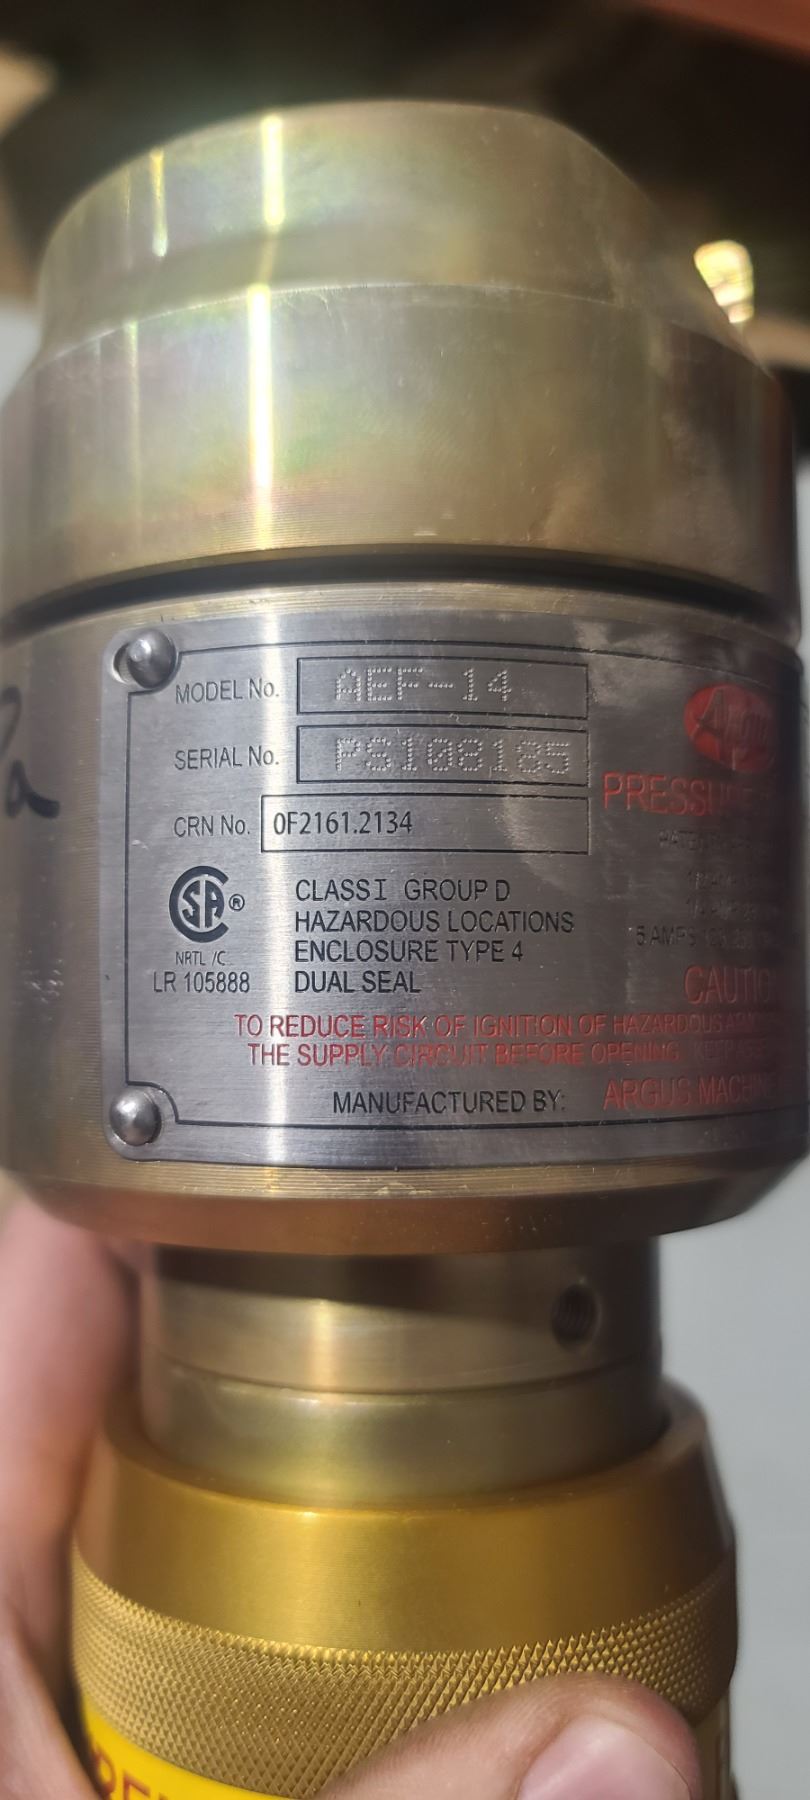 MODEL No. AEF-14
SERIAL No. PS108185
CRN No. 0F2161.2134
Argus
PRESSU
CSA ®
NRTL /C
LR 105888
CLASS I GROUP D
HAZARDOUS LOCATIONS
ENCLOSURE TYPE 4
DUAL SEAL
5 AMPS
CAUTIO
TO REDUCE RISK OF IGNITION OF HAZARDOUS
THE SUPPLY CIRCUIT BEFORE OPENING.
MANUFACTURED BY: ARGUS MACHINE